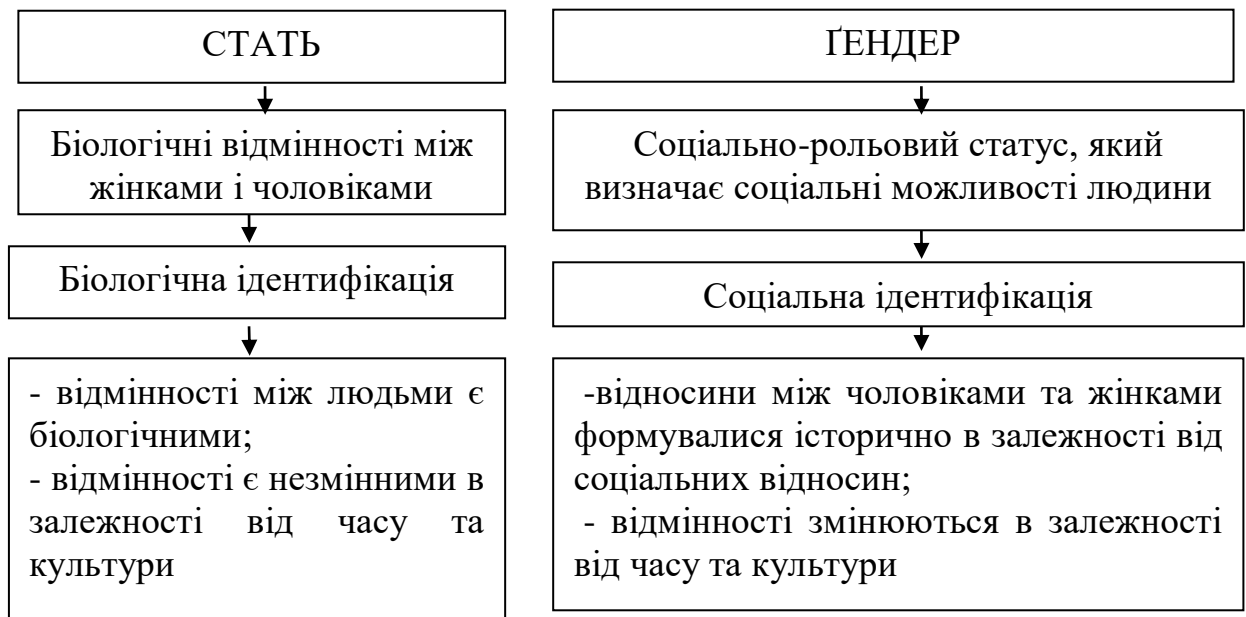 СТАТЬ
Біологічні відмінності між
жінками і чоловіками
Біологічна ідентифікація
- відмінності між людьми є
біологічними;
- відмінності є незмінними в
залежності від часу та
культури
ҐЕНДЕР
Соціально-рольовий статус, який
визначає соціальні можливості людини
Соціальна ідентифікація
-відносини між чоловіками та жінками
формувалися історично в залежності від
соціальних відносин;
- відмінності змінюються в залежності
від часу та культури